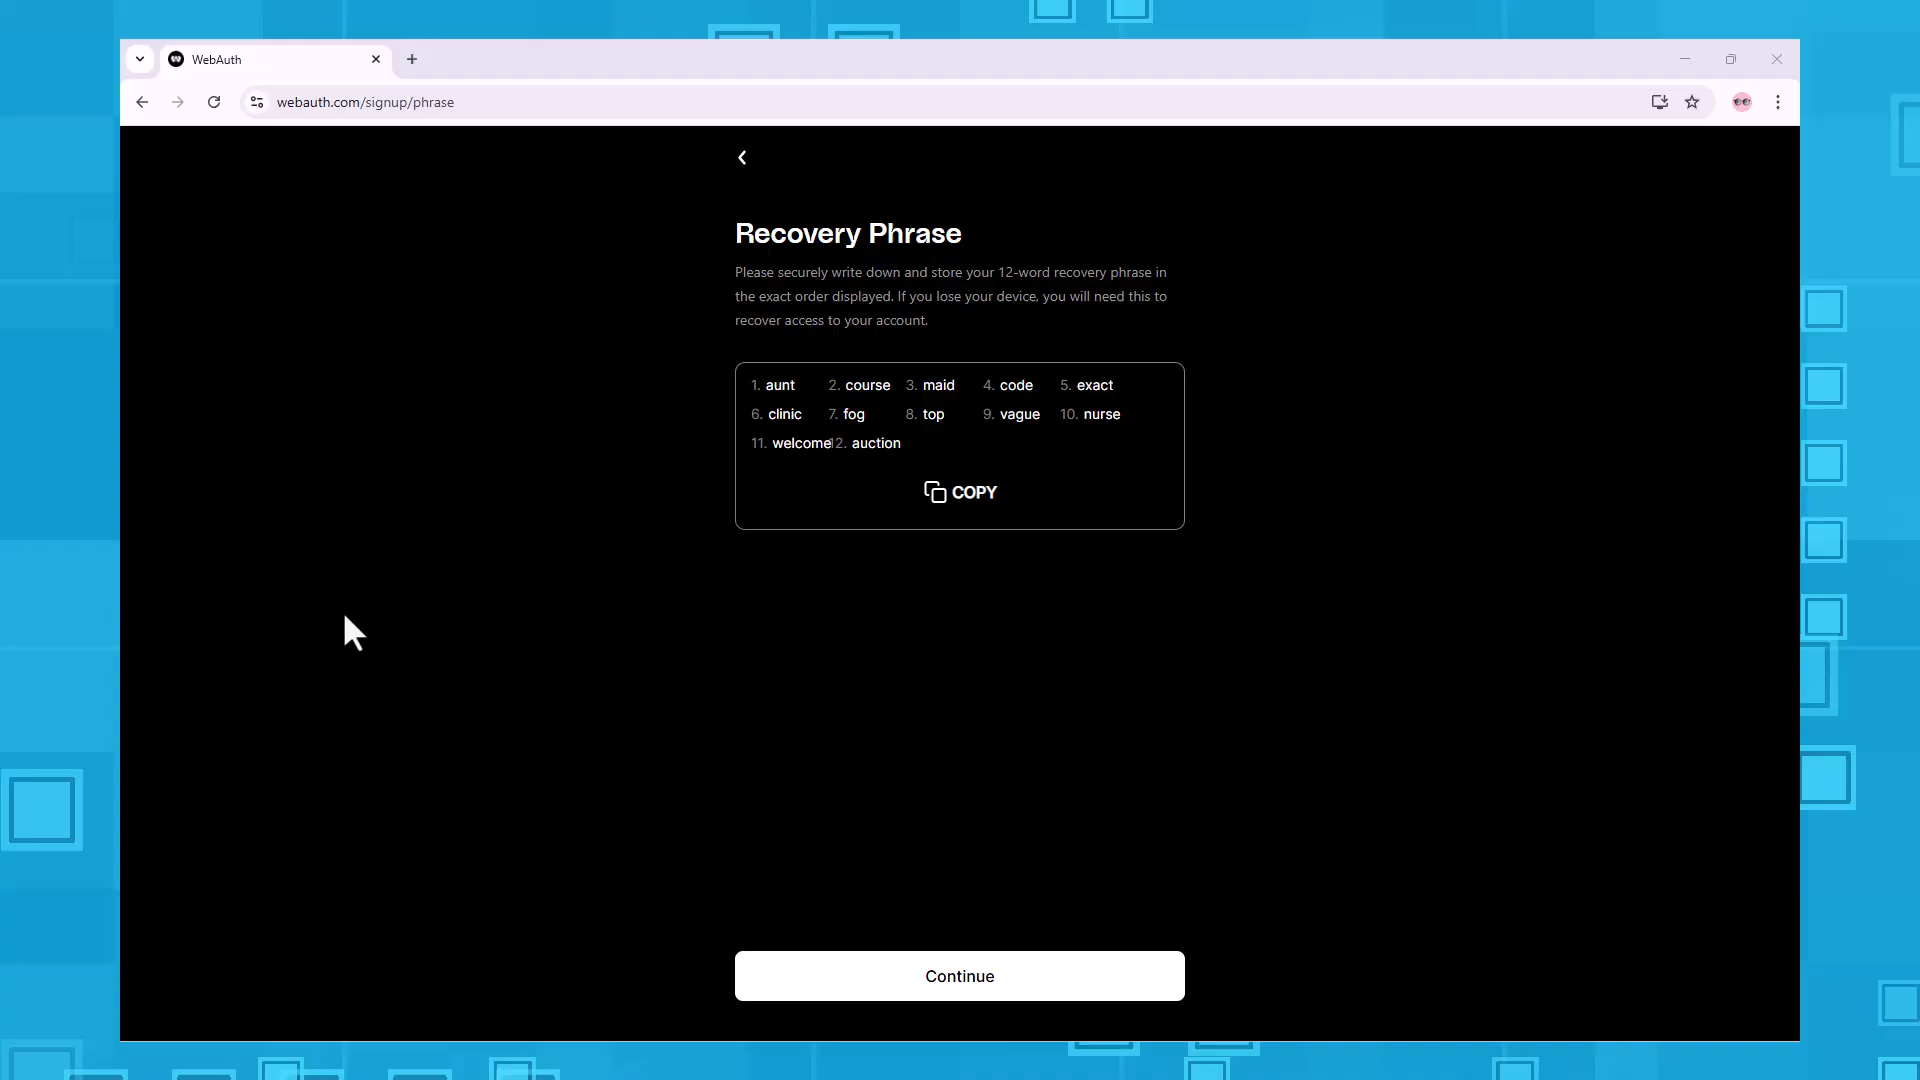 WebAuth
webauth.com/signup/phrase
Recovery Phrase
Please securely write down and store your 12-word recovery phrase in
the exact order displayed. If you lose your device, you will need this to
recover access to your account.
1. aunt 2. course 3. maid 4. code 5. exact
6. clinic 7. fog 8. top 9. vague 10. nurse
11. welcome 12. auction
COPY
Continue